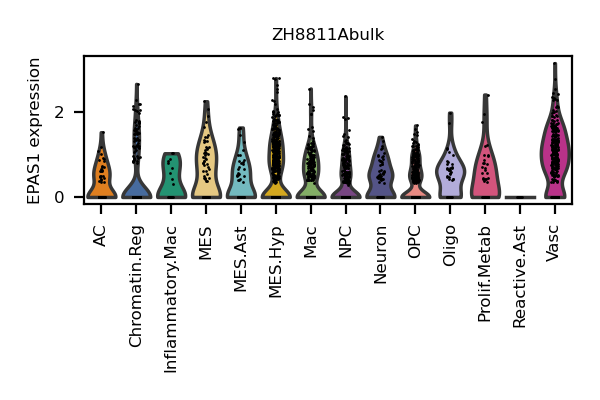 ZH8811Abulk
EPAS1 expression
2
0
AC
Chromatin.Reg
Inflammatory.Mac
MES
MES.Ast
MES.Hyp
Mac
NPC
Neuron
OPC
Oligo
Prolif.Metab
Reactive.Ast
Vasc